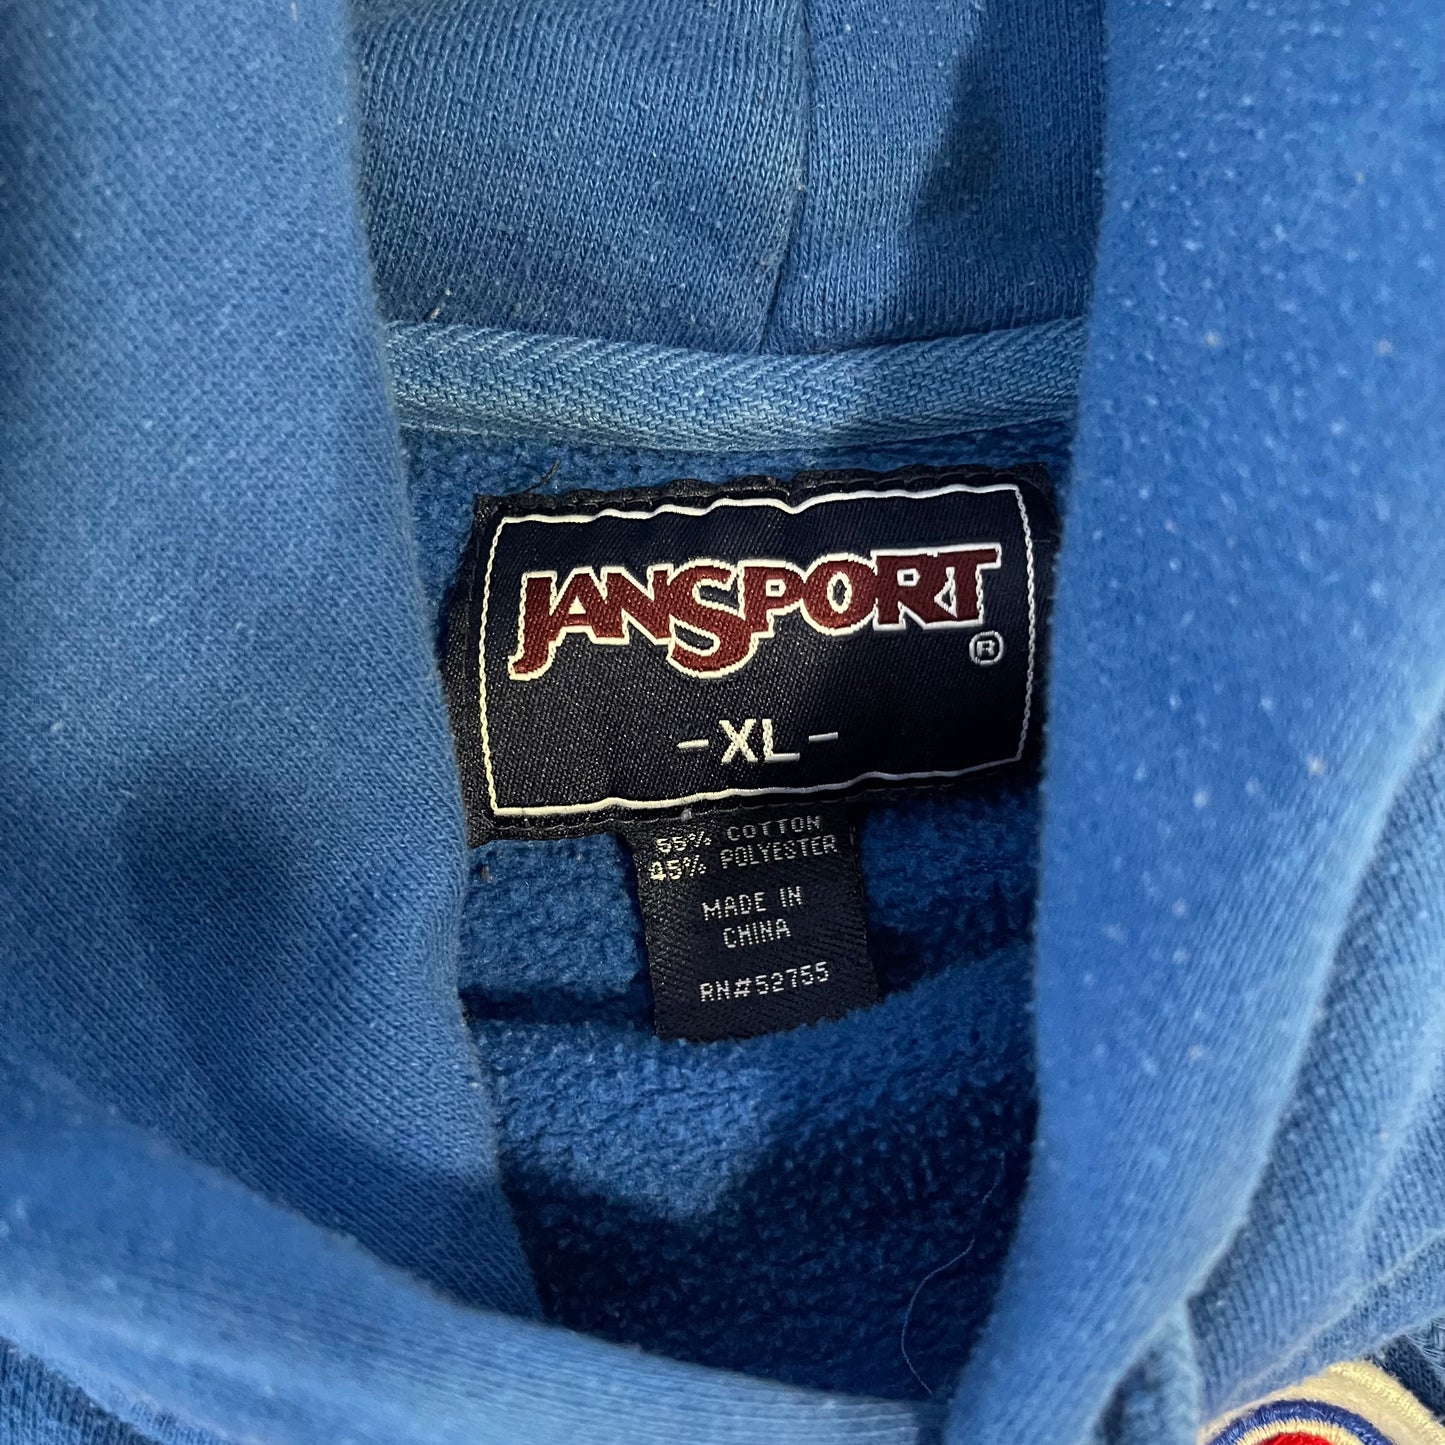 JANSPORT
®
-XL-
55% COTTON
45% POLYESTER
MADE IN
CHINA
RN#52755